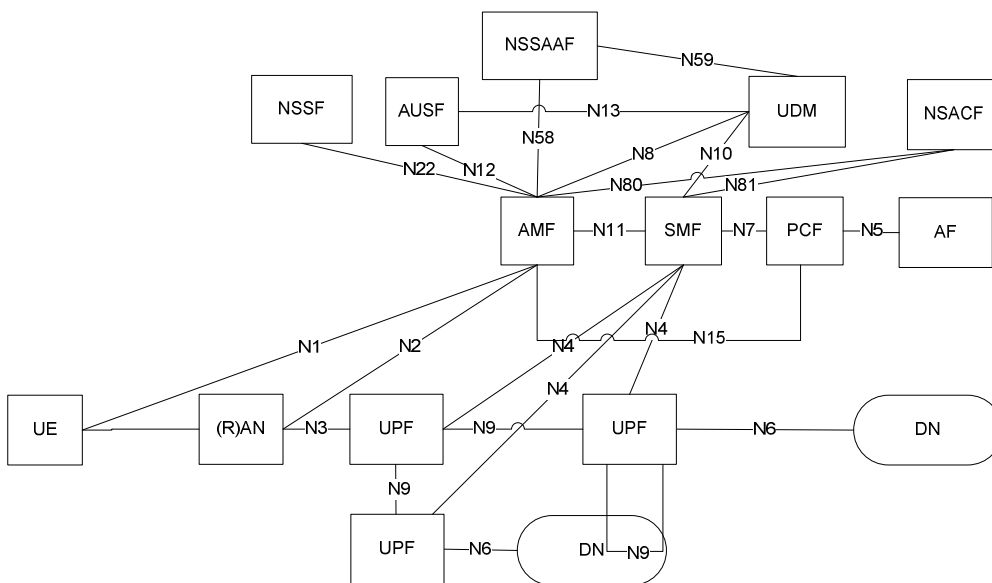 NSSAAF
N59
NSSF
AUSF
N13
UDM
NSACF
N58
N22
N12
N8
N10
N80
N81
AMF
N11
SMF
N7
PCF
N5
AF
N1
N2
N4
N4
N15
N4
UE
(R)AN
N3
UPF
N9
UPF
N6
DN
N9
UPF
N6
DN
N9